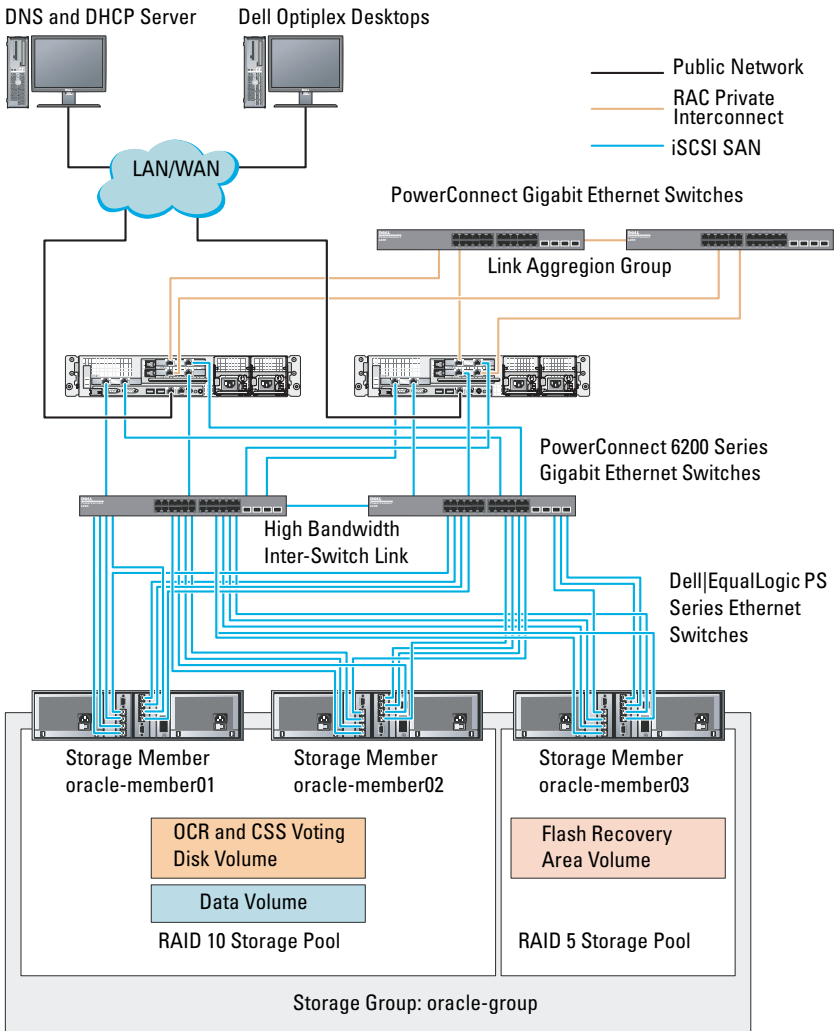 DNS and DHCP Server
Dell Optiplex Desktops
Public Network
RAC Private
Interconnect
iSCSI SAN
LAN/WAN
PowerConnect Gigabit Ethernet Switches
Link Aggregion Group
PowerConnect 6200 Series
Gigabit Ethernet Switches
High Bandwidth
Inter-Switch Link
Dell|EqualLogic PS
Series Ethernet
Switches
Storage Member
oracle-member01
Storage Member
oracle-member02
Storage Member
oracle-member03
OCR and CSS Voting
Disk Volume
Flash Recovery
Area Volume
Data Volume
RAID 10 Storage Pool
RAID 5 Storage Pool
Storage Group: oracle-group